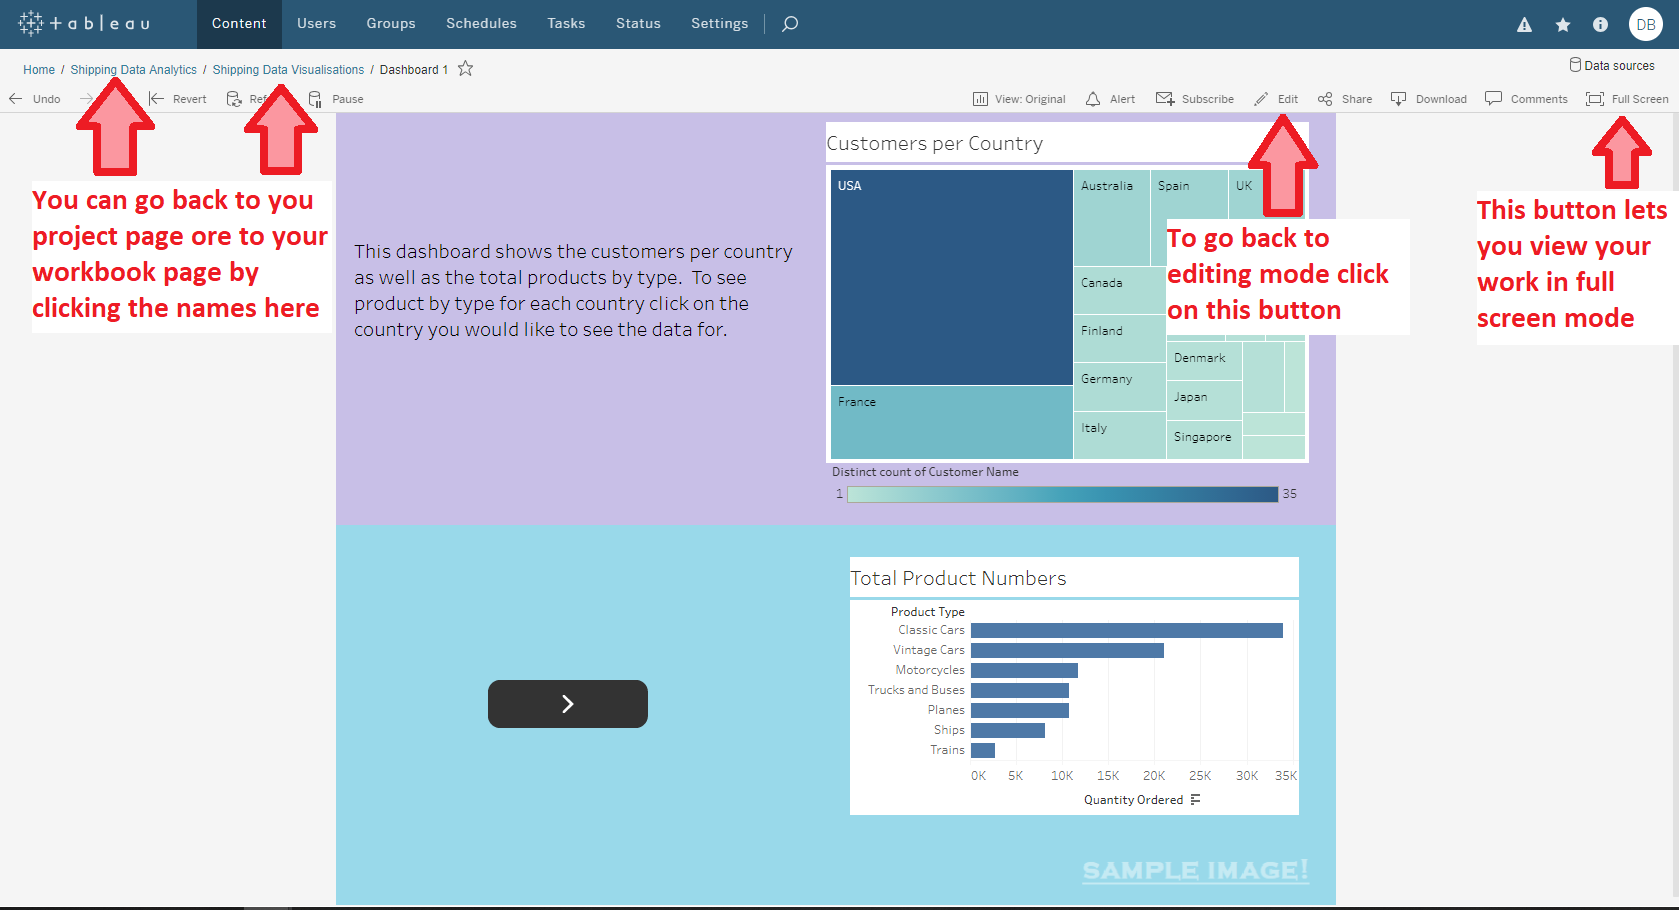 tableau
Content Users Groups Schedules Tasks Status Settings
DB
Home / Shipping Data Analytics / Shipping Data Visualisations / Dashboard 1
Data sources
Undo Revert Pause View: Original Alert Subscribe Edit Share Download Comments Full Screen
You can go back to you
project page ore to your
workbook page by
clicking the names here
This dashboard shows the customers per country
as well as the total products by type. To see
product by type for each country click on the
country you would like to see the data for.
Customers per Country
USA
France
Australia
Spain
UK
Canada
Finland
Germany
Italy
Denmark
Japan
Singapore
To go back to
editing mode click
on this button
This button lets
you view your
work in full
screen mode
Distinct count of Customer Name
1 35
Total Product Numbers
Product Type
Classic Cars
Vintage Cars
Motorcycles
Trucks and Buses
Planes
Ships
Trains
0K 5K 10K 15K 20K 25K 30K 35K
Quantity Ordered
SAMPLE IMAGE!